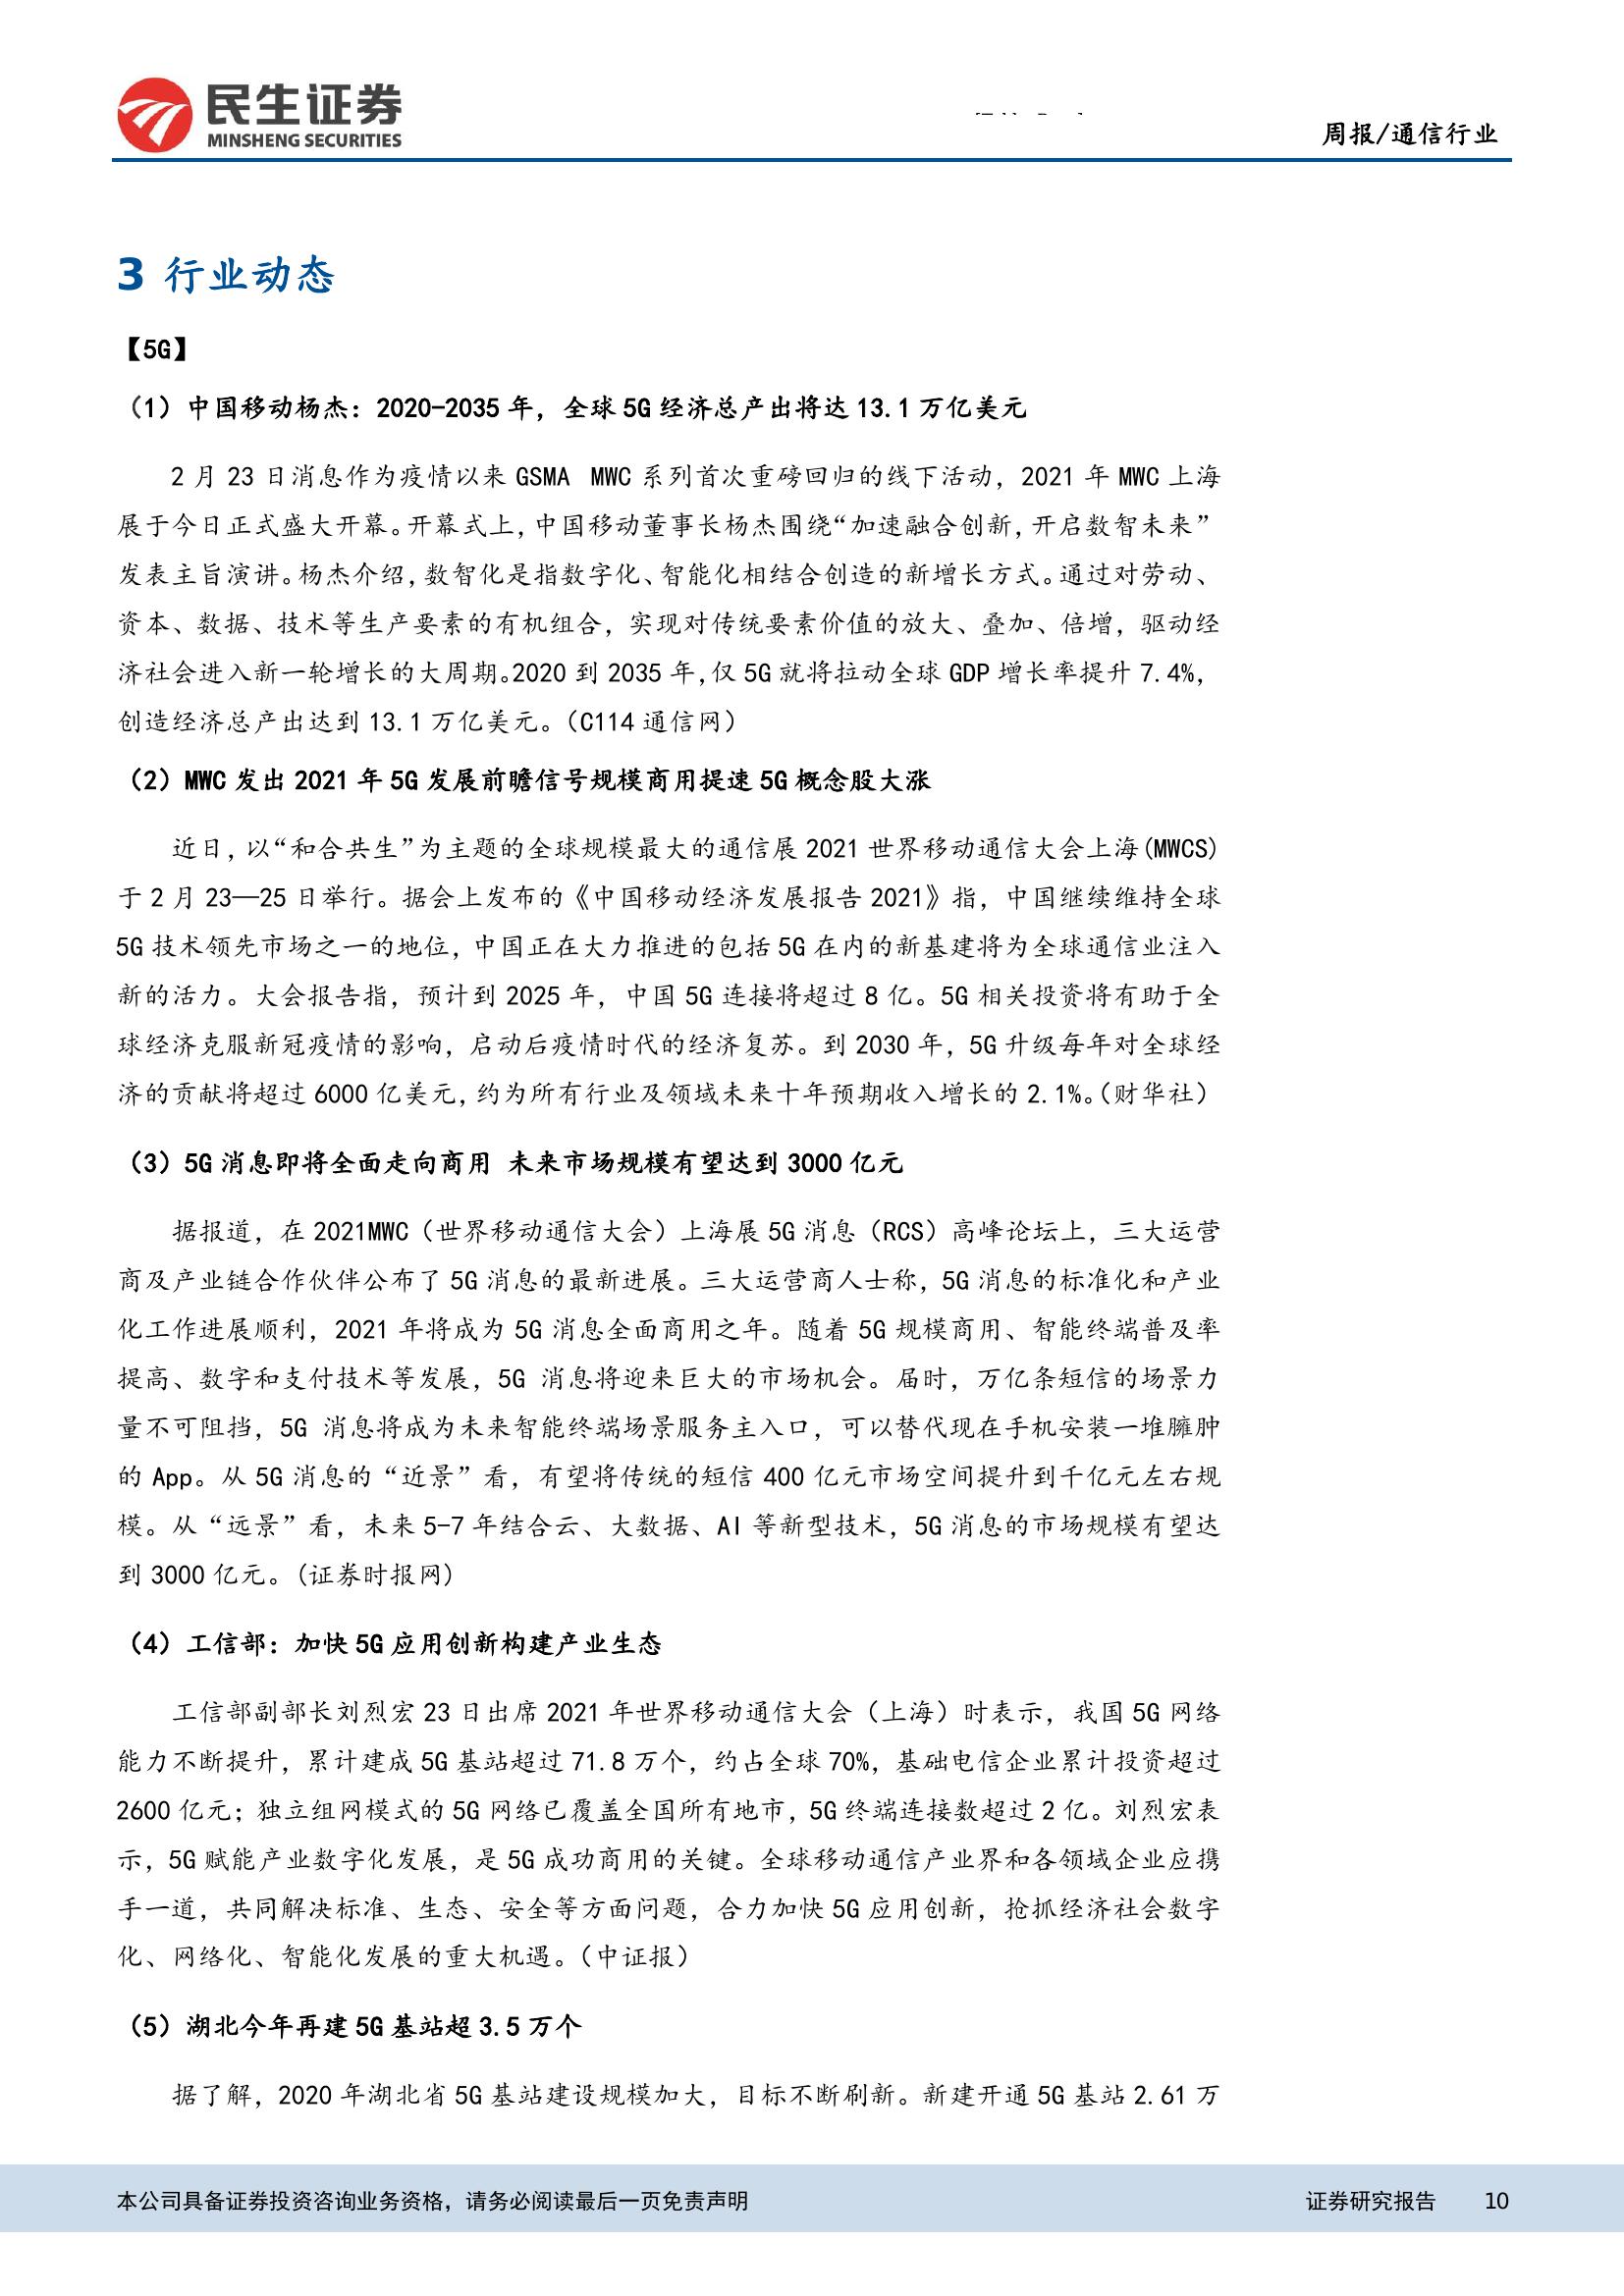 民生证券
MINSHENG SECURITIES
周报/通信行业
3 行业动态
【5G】
（1）中国移动杨杰：2020-2035 年，全球 5G 经济总产出将达 13.1 万亿美元
2 月 23 日消息作为疫情以来 GSMA MWC 系列首次重磅回归的线下活动，2021 年 MWC 上海
展于今日正式盛大开幕。开幕式上，中国移动董事长杨杰围绕“加速融合创新，开启数智未来”
发表主旨演讲。杨杰介绍，数智化是指数字化、智能化相结合创造的新增长方式。通过对劳动、
资本、数据、技术等生产要素的有机组合，实现对传统要素价值的放大、叠加、倍增，驱动经
济社会进入新一轮增长的大周期。2020 到 2035 年，仅 5G 就将拉动全球 GDP 增长率提升 7.4%，
创造经济总产出达到 13.1 万亿美元。（C114 通信网）
（2）MWC 发出 2021 年 5G 发展前瞻信号规模商用提速 5G 概念股大涨
近日，以“和合共生”为主题的全球规模最大的通信展 2021 世界移动通信大会上海(MWCS)
于 2 月 23—25 日举行。据会上发布的《中国移动经济发展报告 2021》指，中国继续维持全球
5G 技术领先市场之一的地位，中国正在大力推进的包括 5G 在内的新基建将为全球通信业注入
新的活力。大会报告指，预计到 2025 年，中国 5G 连接将超过 8 亿。5G 相关投资将有助于全
球经济克服新冠疫情的影响，启动后疫情时代的经济复苏。到 2030 年，5G 升级每年对全球经
济的贡献将超过 6000 亿美元，约为所有行业及领域未来十年预期收入增长的 2.1%。（财华社）
（3）5G 消息即将全面走向商用 未来市场规模有望达到 3000 亿元
据报道，在 2021MWC（世界移动通信大会）上海展 5G 消息（RCS）高峰论坛上，三大运营
商及产业链合作伙伴公布了 5G 消息的最新进展。三大运营商人士称，5G 消息的标准化和产业
化工作进展顺利，2021 年将成为 5G 消息全面商用之年。随着 5G 规模商用、智能终端普及率
提高、数字和支付技术等发展，5G 消息将迎来巨大的市场机会。届时，万亿条短信的场景力
量不可阻挡，5G 消息将成为未来智能终端场景服务主入口，可以替代现在手机安装一堆臃肿
的 App。从 5G 消息的“近景”看，有望将传统的短信 400 亿元市场空间提升到千亿元左右规
模。从“远景”看，未来 5-7 年结合云、大数据、AI 等新型技术，5G 消息的市场规模有望达
到 3000 亿元。(证券时报网)
（4）工信部：加快 5G 应用创新构建产业生态
工信部副部长刘烈宏 23 日出席 2021 年世界移动通信大会（上海）时表示，我国 5G 网络
能力不断提升，累计建成 5G 基站超过 71.8 万个，约占全球 70%，基础电信企业累计投资超过
2600 亿元；独立组网模式的 5G 网络已覆盖全国所有地市，5G 终端连接数超过 2 亿。刘烈宏表
示，5G 赋能产业数字化发展，是 5G 成功商用的关键。全球移动通信产业界和各领域企业应携
手一道，共同解决标准、生态、安全等方面问题，合力加快 5G 应用创新，抢抓经济社会数字
化、网络化、智能化发展的重大机遇。（中证报）
（5）湖北今年再建 5G 基站超 3.5 万个
据了解，2020 年湖北省 5G 基站建设规模加大，目标不断刷新。新建开通 5G 基站 2.61 万
本公司具备证券投资咨询业务资格，请务必阅读最后一页免责声明
证券研究报告 10